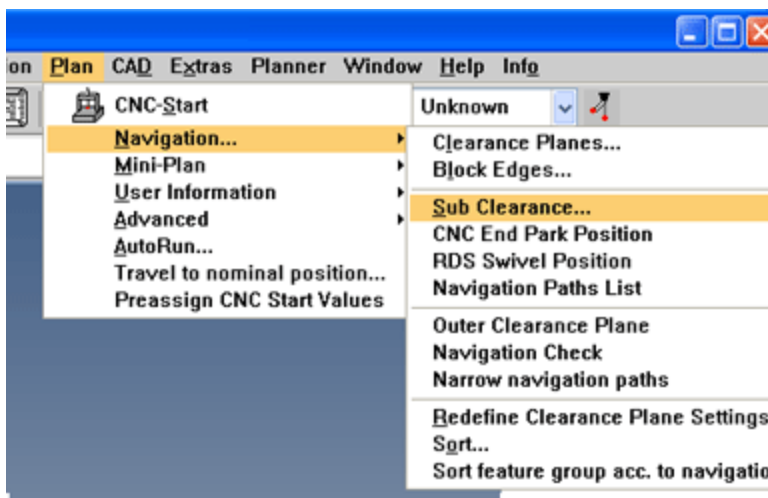 on Plan CAD Extras Planner Window Help Info
CNC-Start
Unknown
Navigation...
Mini-Plan
User Information
Advanced
AutoRun...
Travel to nominal position...
Preassign CNC Start Values
Clearance Planes...
Block Edges...
Sub Clearance...
CNC End Park Position
RDS Swivel Position
Navigation Paths List
Outer Clearance Plane
Navigation Check
Narrow navigation paths
Redefine Clearance Plane Settings
Sort...
Sort feature group acc. to navigatio